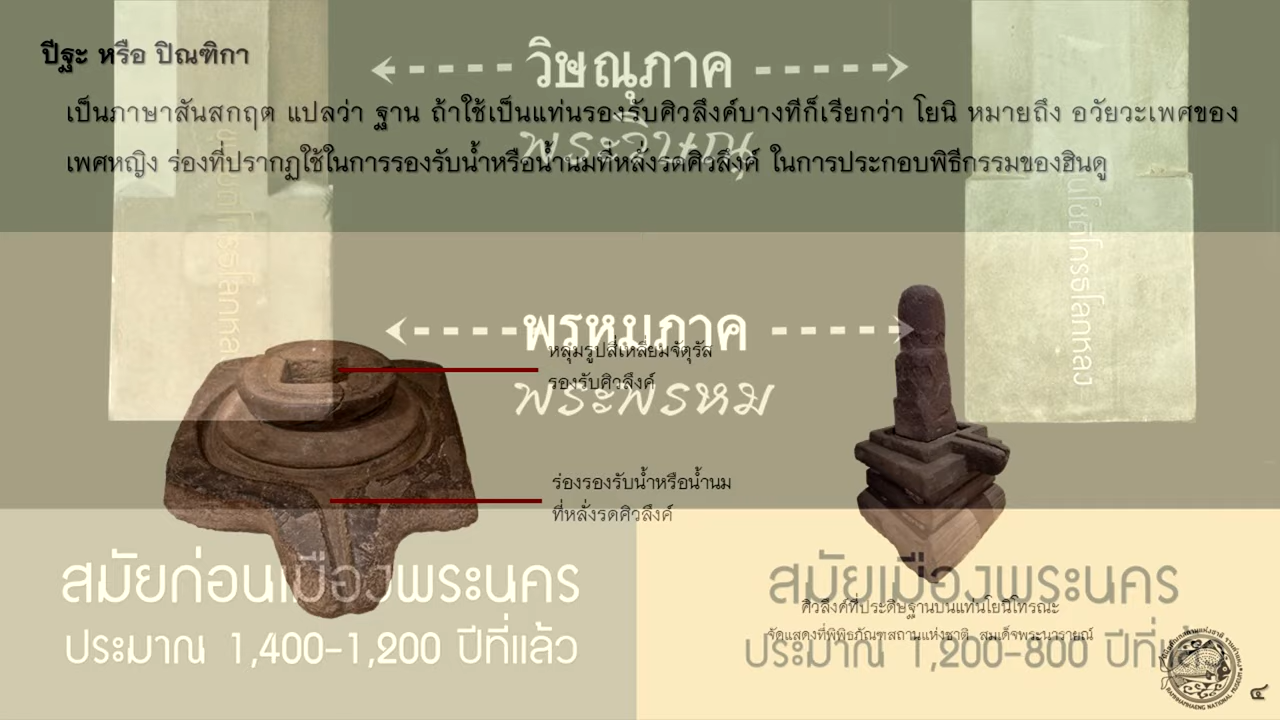 ปีฐะ หรือ ปิณฑิกา
วิษณุภาค
เป็นภาษาสันสกฤต แปลว่า ฐาน ถ้าใช้เป็นแท่นรองรับศิวลึงค์บางทีก็เรียกว่า โยนิ หมายถึง อวัยวะเพศของ
พระวิษณุ
เพศหญิง ร่องที่ปรากฏใช้ในการรองรับน้ำหรือน้ำนมที่หลั่งรดศิวลึงค์ ในการประกอบพิธีกรรมของฮินดู
พรหมภาค
หลุมรูปสี่เหลี่ยมจัตุรัส
รองรับศิวลึงค์
พระพรหม
ร่องรองรับน้ำหรือน้ำนม
ที่หลั่งรดศิวลึงค์
สมัยก่อนเมืองพระนคร
ประมาณ 1,400-1,200 ปีที่แล้ว
สมัยเมืองพระนคร
ศิวลึงค์ที่ประดิษฐานบนแท่นโยนิโทรณะ
จัดแสดงที่พิพิธภัณฑสถานแห่งชาติ สมเด็จพระนารายณ์
ประมาณ 1,200-800 ปีที่แล้ว
RAMKHAMHAENG NATIONAL MUSEUM
๔